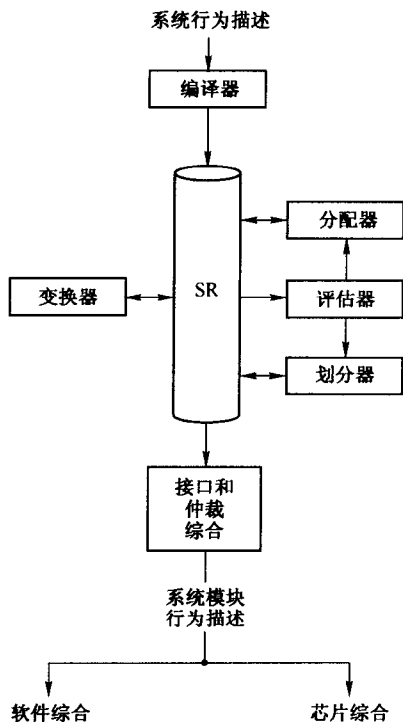 系统行为描述
编译器
分配器
SR
变换器
评估器
划分器
接口和
仲裁
综合
系统模块
行为描述
软件综合
芯片综合